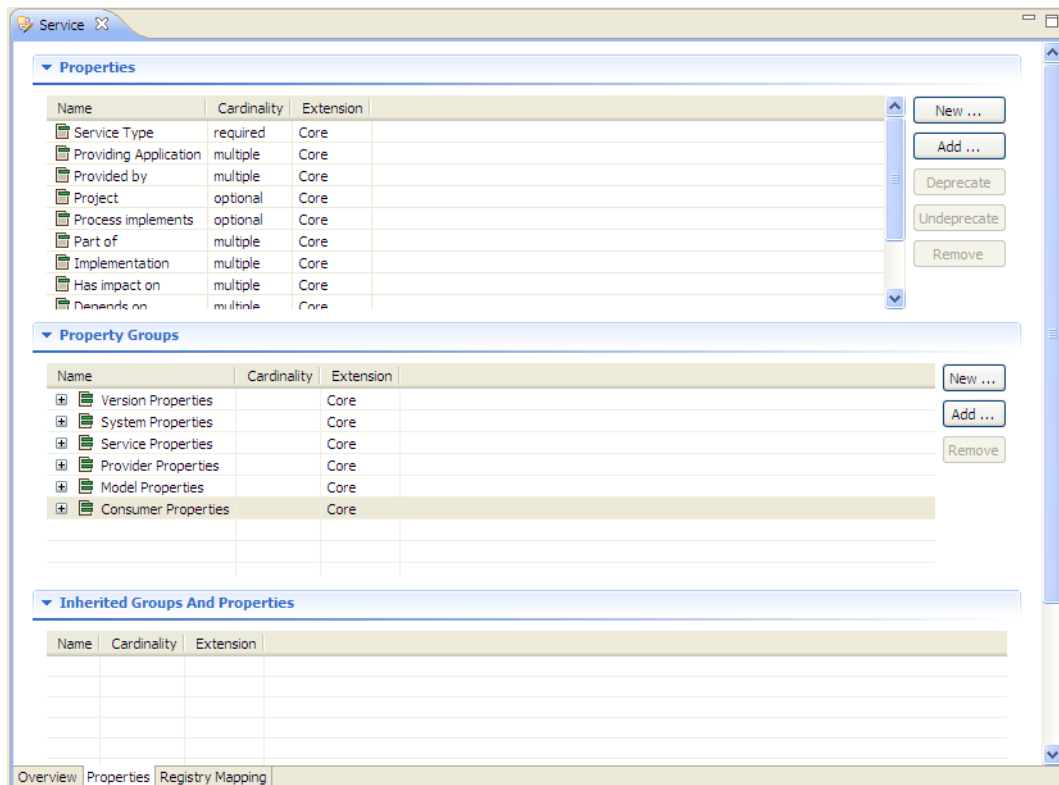 Service
Properties
Name Cardinality Extension
Service Type required Core
Providing Application multiple Core
Provided by multiple Core
Project optional Core
Process implements optional Core
Part of multiple Core
Implementation multiple Core
Has impact on multiple Core
Depends on multiple Core
New ...
Add ...
Deprecate
Undeprecate
Remove
Property Groups
Name Cardinality Extension
Version Properties Core
System Properties Core
Service Properties Core
Provider Properties Core
Model Properties Core
Consumer Properties Core
New ...
Add ...
Remove
Inherited Groups And Properties
Name Cardinality Extension
Overview Properties Registry Mapping